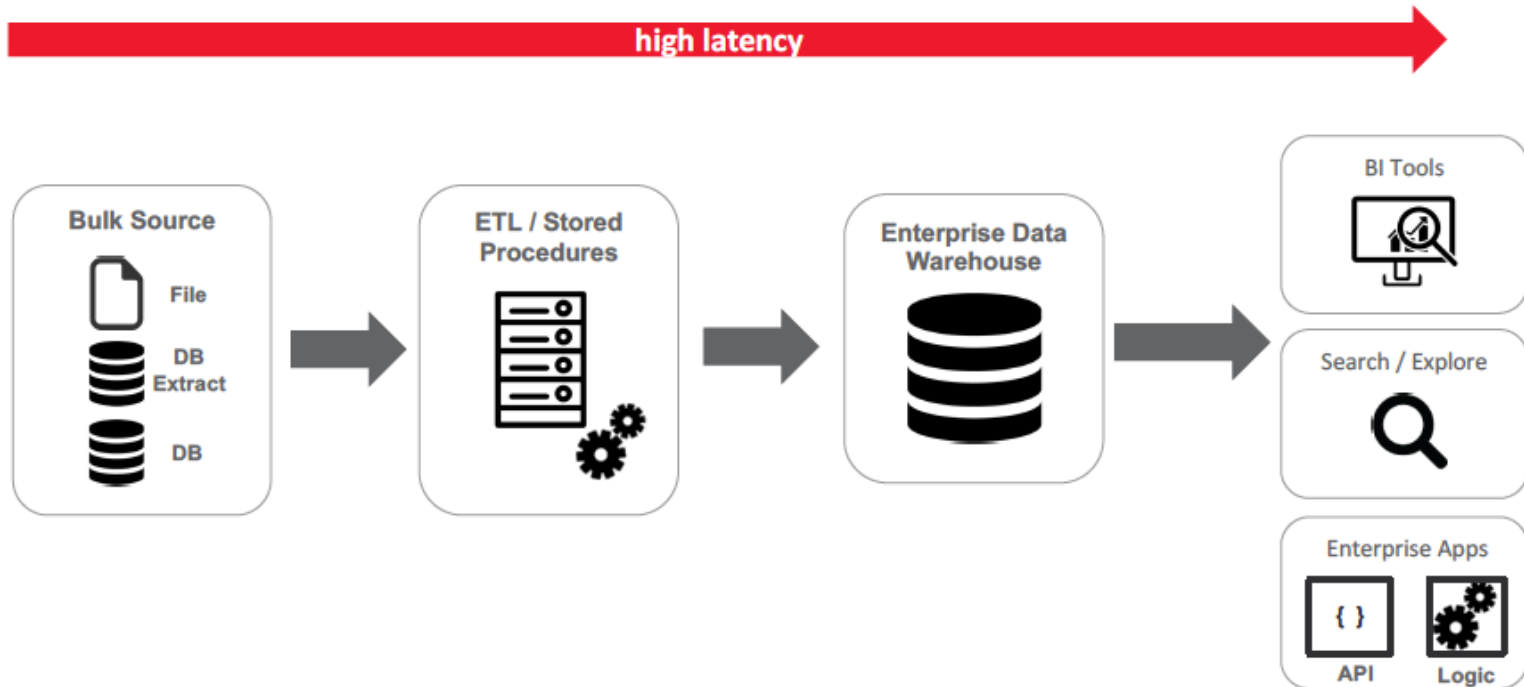 high latency
Bulk Source
File
DB
Extract
DB
ETL / Stored
Procedures
Enterprise Data
Warehouse
BI Tools
Search / Explore
Enterprise Apps
{ }
API
Logic